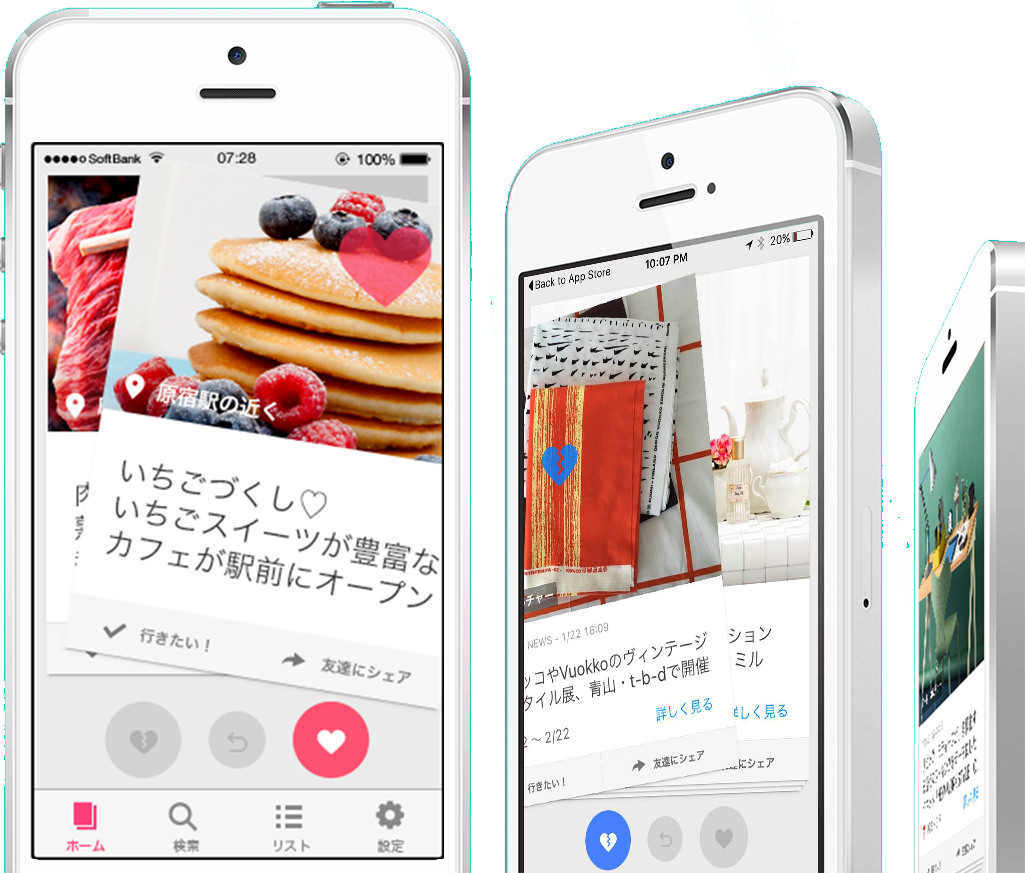 SoftBank 07:28 100%
原宿駅の近く
いちごづくし♡
いちごスイーツが豊富な
カフェが駅前にオープン
行きたい！
友達にシェア
ホーム 検索 リスト 設定
Back to App Store 10:07 PM 20%
チャー
NEWS - 1/22 16:09
ッコやVuokkoのヴィンテージ
タイル展、青山・t-b-dで開催
詳しく見る
2 〜 2/22
行きたい！
友達にシェア
ション
ミル
詳しく見る
にシェア